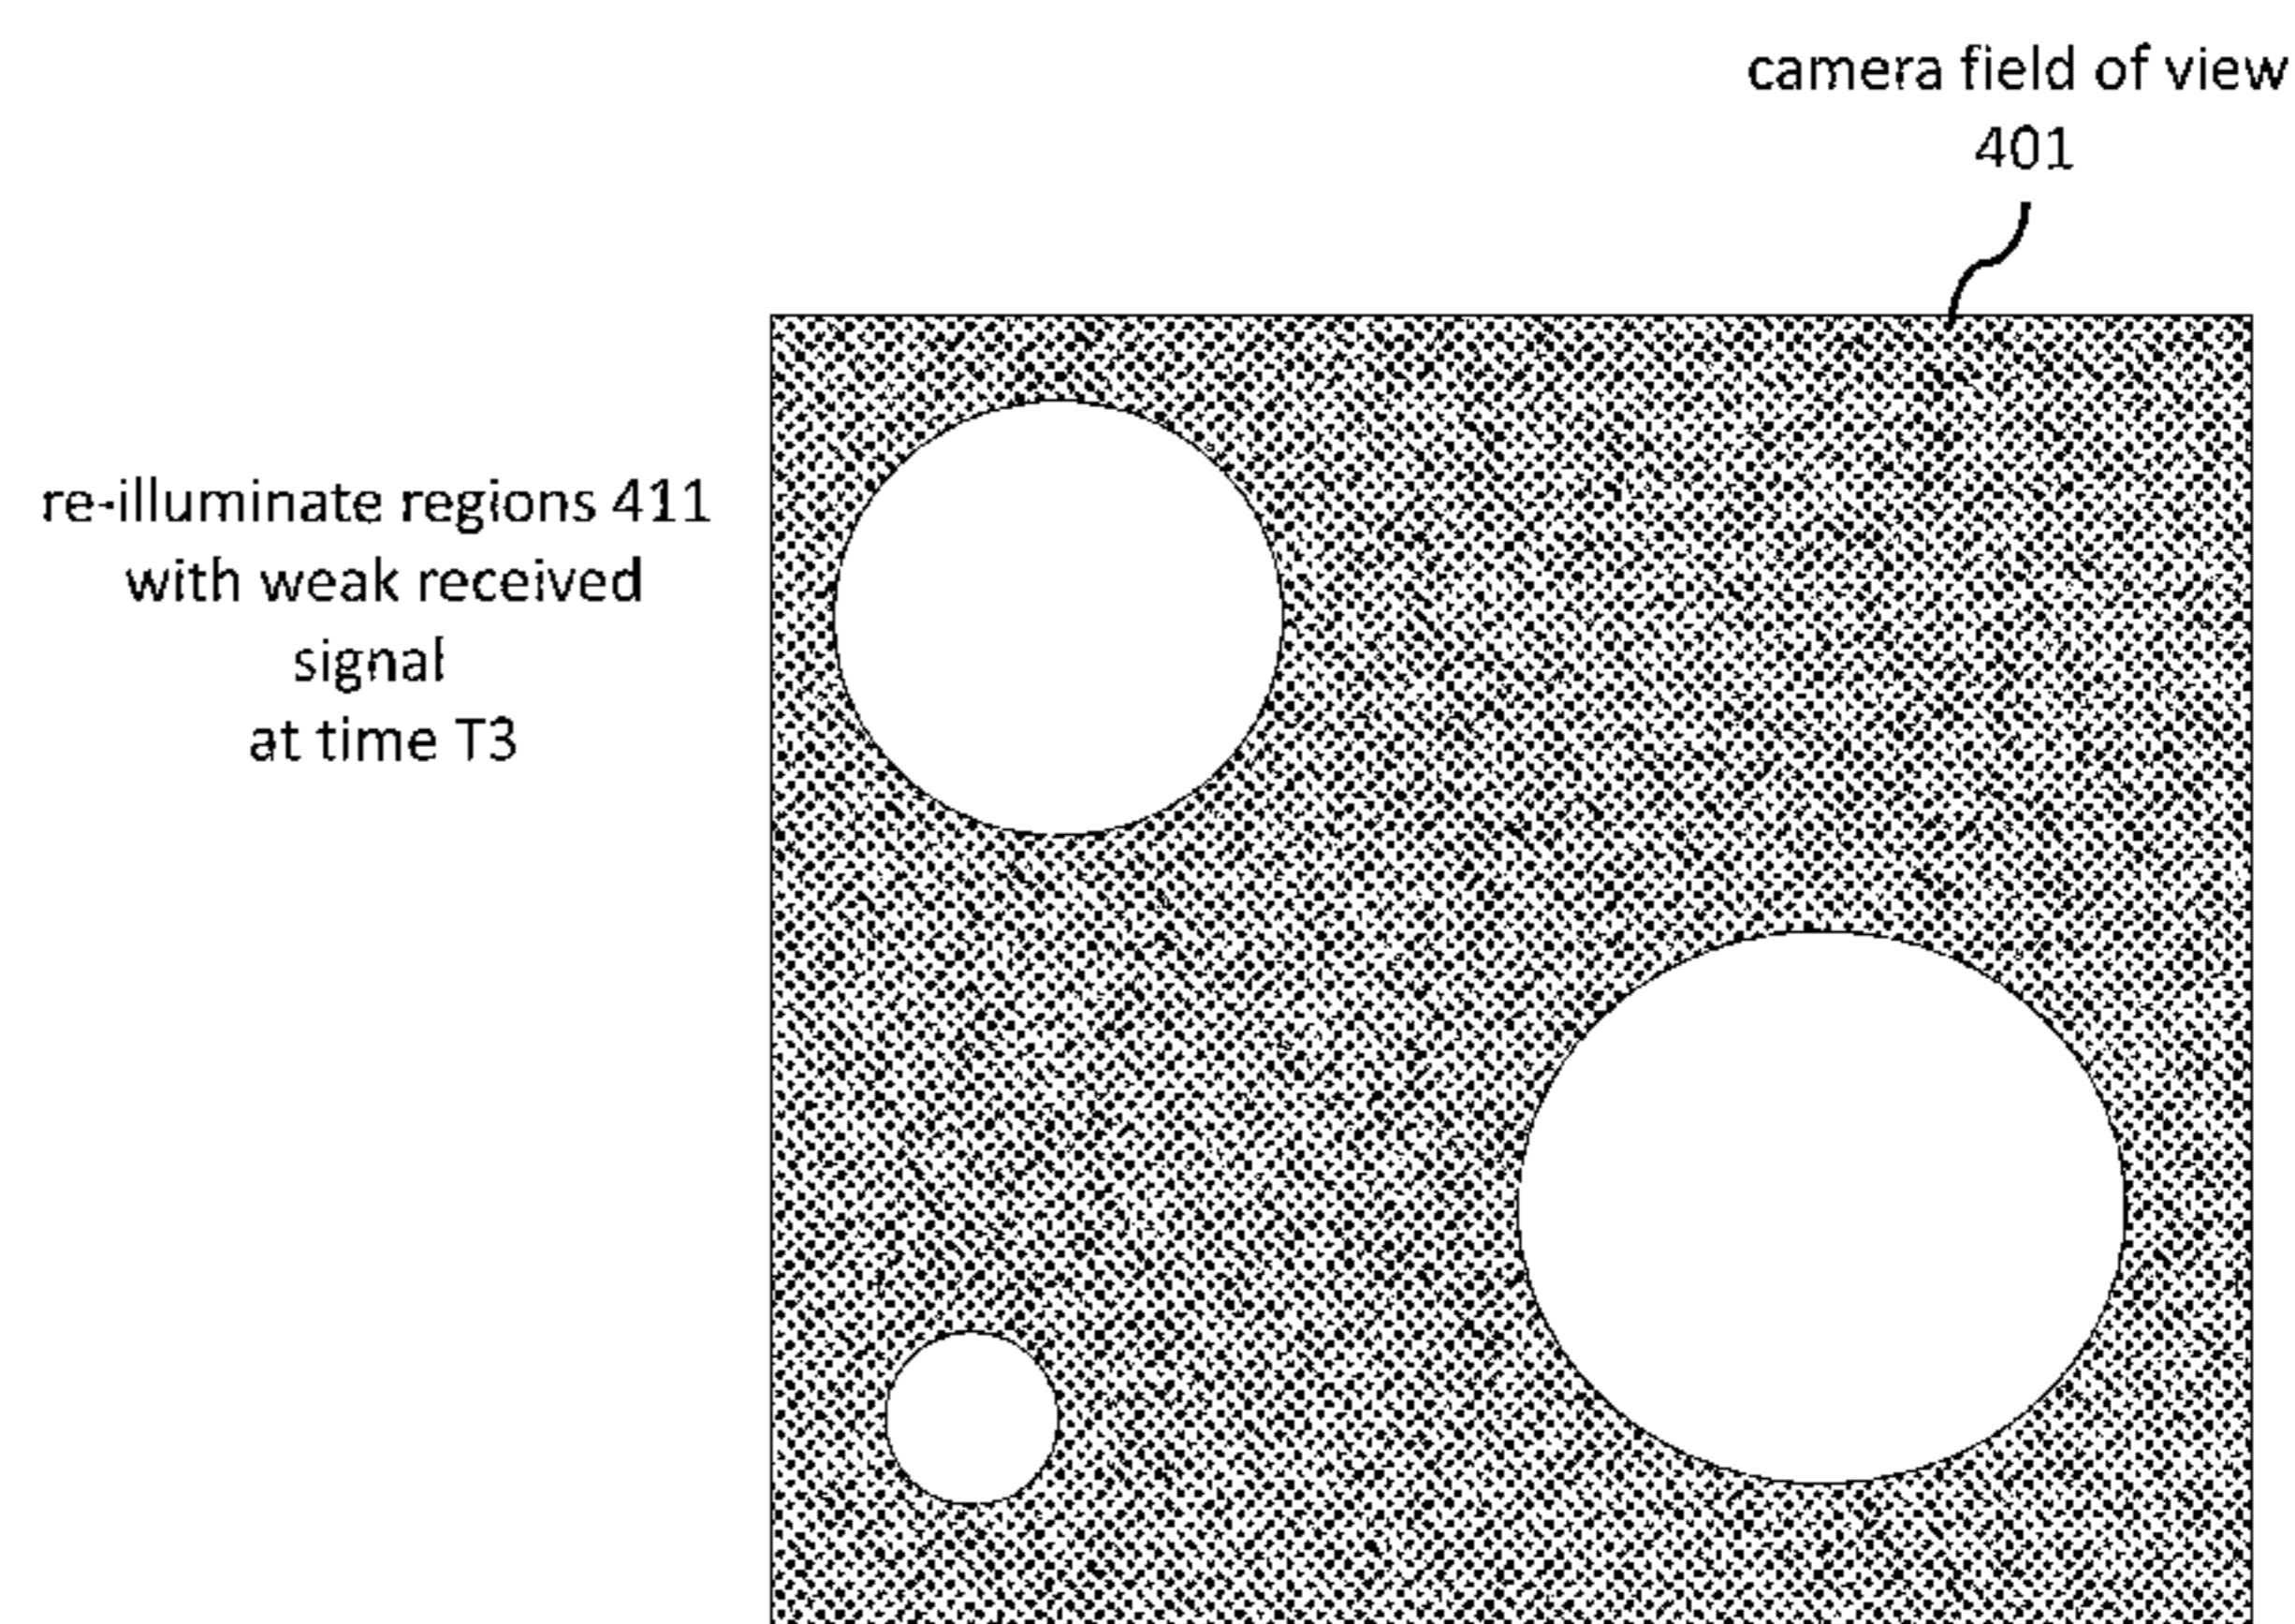 camera field of view
401
re-illuminate regions 411
with weak received
signal
at time T3